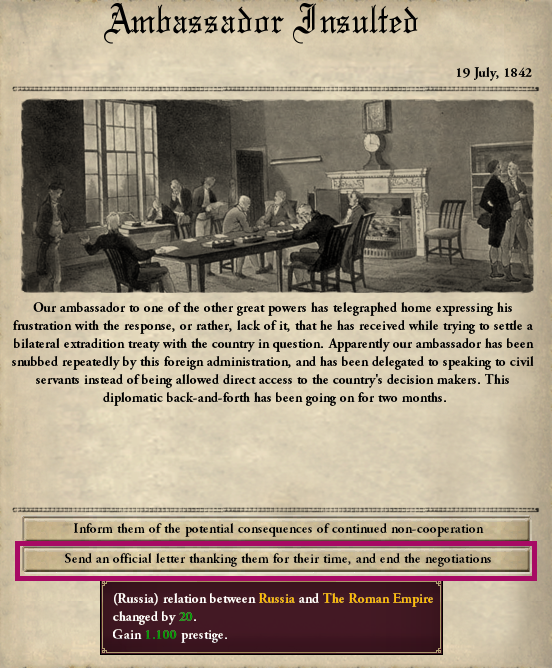 Ambassador Insulted
19 July, 1842
Our ambassador to one of the other great powers has telegraphed home expressing his
frustration with the response, or rather, lack of it, that he has received while trying to settle a
bilateral extradition treaty with the country in question. Apparently our ambassador has been
snubbed repeatedly by this foreign administration, and has been delegated to speaking to civil
servants instead of being allowed direct access to the country's decision makers. This
diplomatic back-and-forth has been going on for two months.
Inform them of the potential consequences of continued non-cooperation
Send an official letter thanking them for their time, and end the negotiations
(Russia) relation between Russia and The Roman Empire
changed by 20.
Gain 1.100 prestige.